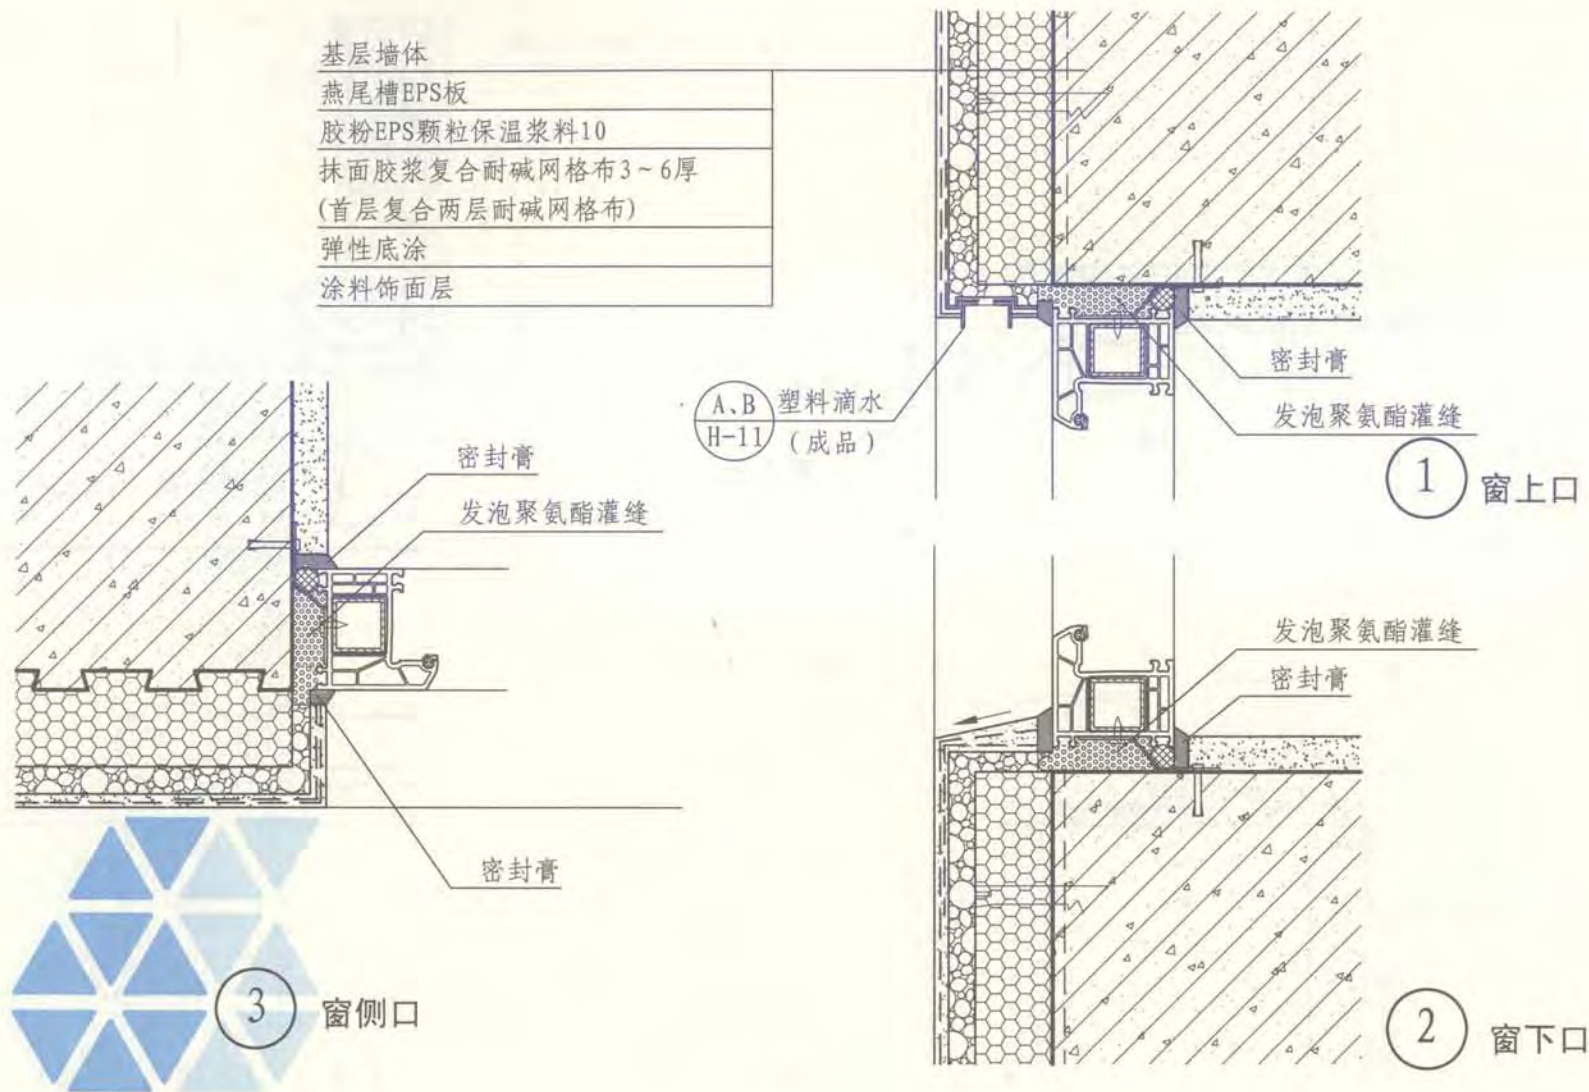 基层墙体
燕尾槽EPS板
胶粉EPS颗粒保温浆料10
抹面胶浆复合耐碱网格布3~6厚
(首层复合两层耐碱网格布)
弹性底涂
涂料饰面层
A、B
H-11
塑料滴水
(成品)
密封膏
发泡聚氨酯灌缝
1 窗上口
密封膏
发泡聚氨酯灌缝
密封膏
3 窗侧口
发泡聚氨酯灌缝
密封膏
2 窗下口